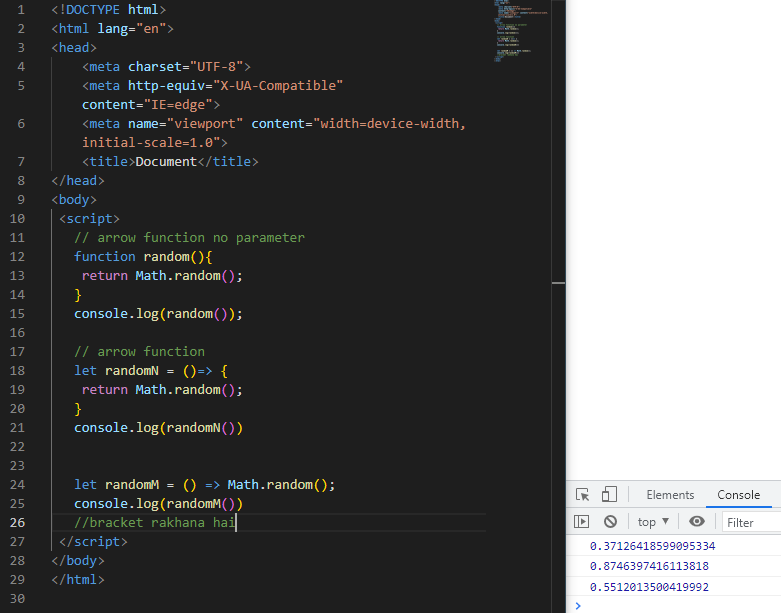 1 <!DOCTYPE html>
2 <html lang="en">
3 <head>
4 <meta charset="UTF-8">
5 <meta http-equiv="X-UA-Compatible"
content="IE=edge">
6 <meta name="viewport" content="width=device-width,
initial-scale=1.0">
7 <title>Document</title>
8 </head>
9 <body>
10 <script>
11 // arrow function no parameter
12 function random(){
13 return Math.random();
14 }
15 console.log(random());
16
17 // arrow function
18 let randomN = ()=> {
19 return Math.random();
20 }
21 console.log(randomN())
22
23
24 let randomM = () => Math.random();
25 console.log(randomM())
26 //bracket rakhana hai
27 </script>
28 </body>
29 </html>
30
Elements Console
top ▼ Filter
0.37126418599095334
0.8746397416113818
0.5512013500419992
>